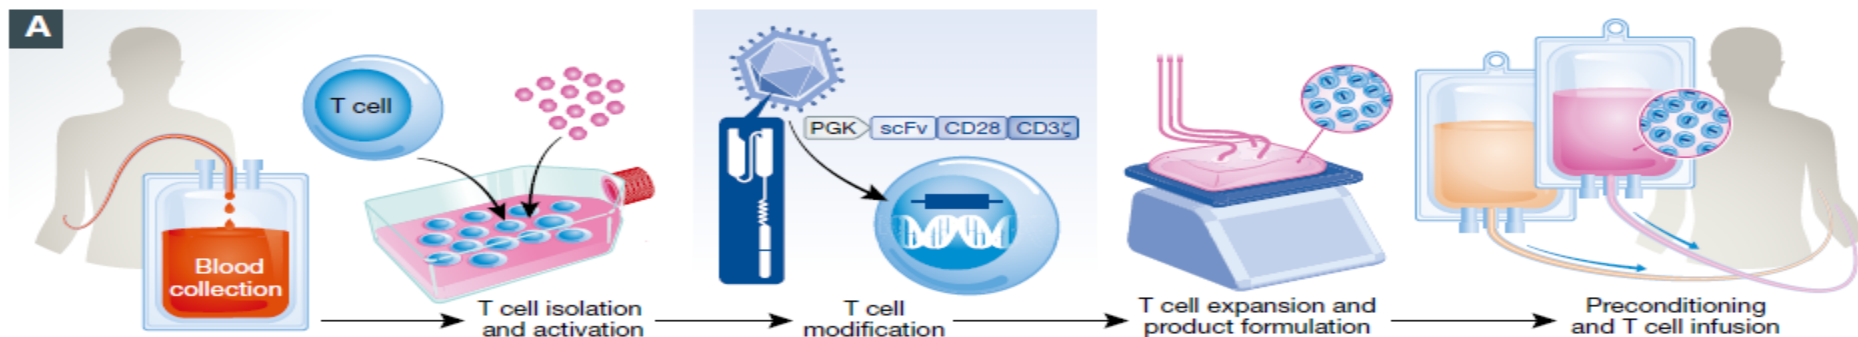 A
T cell
PGK scFv CD28 CD3ζ
Blood
collection
T cell isolation
and activation
T cell
modification
T cell expansion and
product formulation
Preconditioning
and T cell infusion